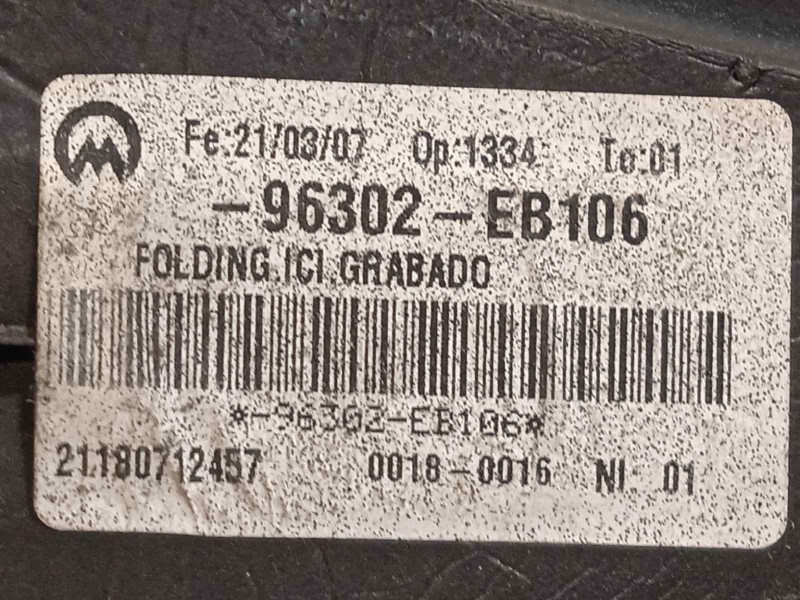 Fe:21/03/07 Op:1334 Te:01
-96302-EB106
FOLDING.ICI.GRABADO
*-96302-EB106*
21180712457 0018-0016 NI: 01